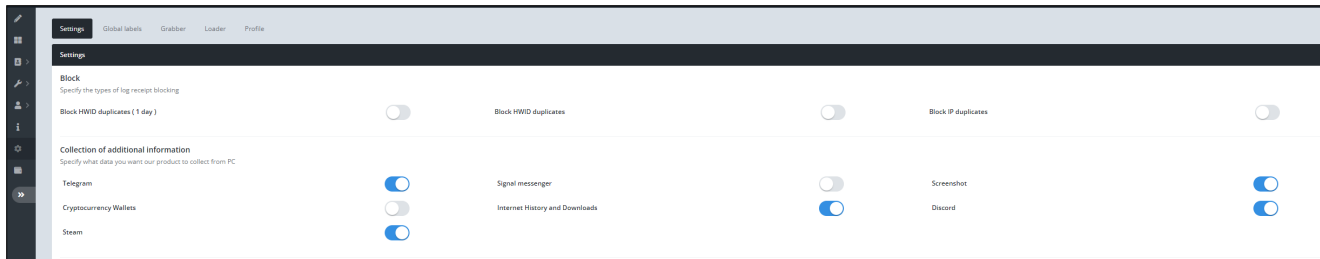 Settings Global labels Grabber Loader Profile
Settings
Block
Specify the types of log receipt blocking
Block HWID duplicates ( 1 day ) Block HWID duplicates Block IP duplicates
Collection of additional information
Specify what data you want our product to collect from PC
Telegram Signal messenger Screenshot
Cryptocurrency Wallets Internet History and Downloads Discord
Steam